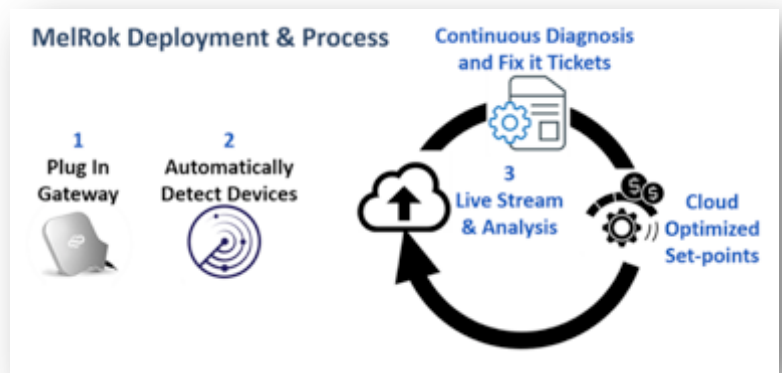 MelRok Deployment & Process
1
Plug In
Gateway
2
Automatically
Detect Devices
Continuous Diagnosis
and Fix it Tickets
3
Live Stream
& Analysis
Cloud
Optimized
Set-points